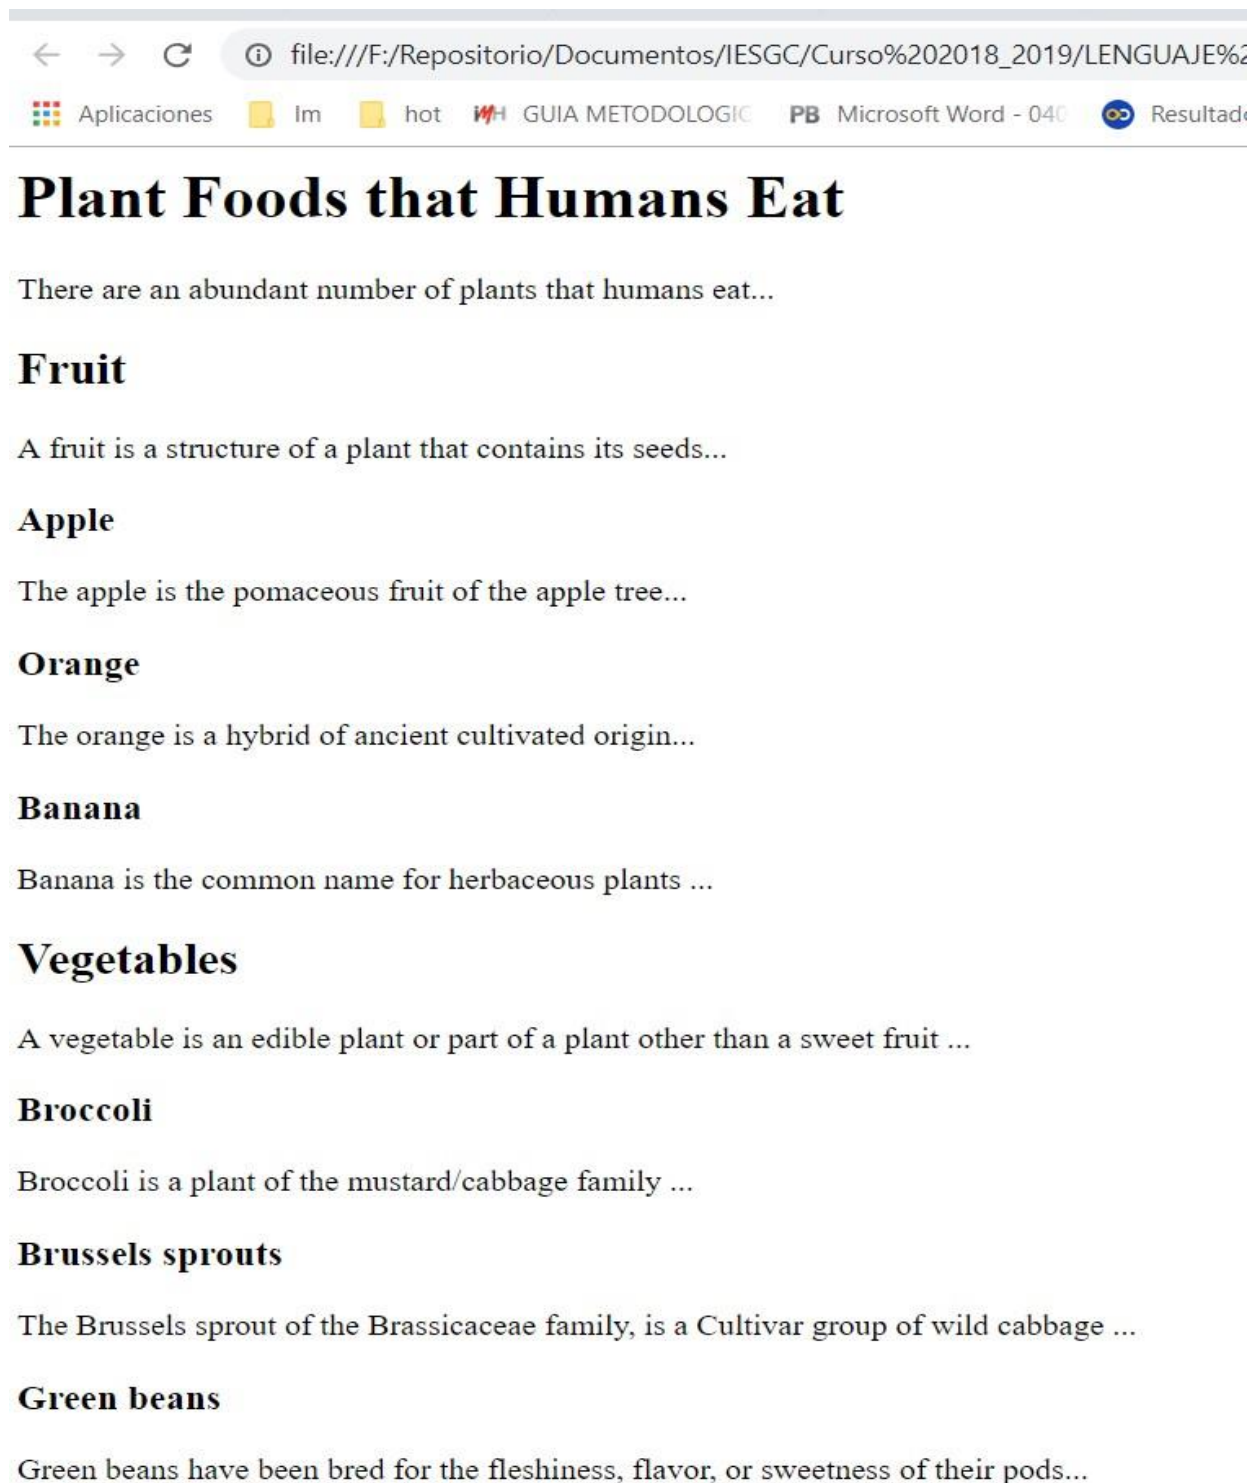 file:///F:/Repositorio/Documentos/IESGC/Curso%202018_2019/LENGUAJE%2
Aplicaciones Im hot GUIA METODOLOGIC PB Microsoft Word - 040 Resultado
Plant Foods that Humans Eat
There are an abundant number of plants that humans eat...
Fruit
A fruit is a structure of a plant that contains its seeds...
Apple
The apple is the pomaceous fruit of the apple tree...
Orange
The orange is a hybrid of ancient cultivated origin...
Banana
Banana is the common name for herbaceous plants ...
Vegetables
A vegetable is an edible plant or part of a plant other than a sweet fruit ...
Broccoli
Broccoli is a plant of the mustard/cabbage family ...
Brussels sprouts
The Brussels sprout of the Brassicaceae family, is a Cultivar group of wild cabbage ...
Green beans
Green beans have been bred for the fleshiness, flavor, or sweetness of their pods...